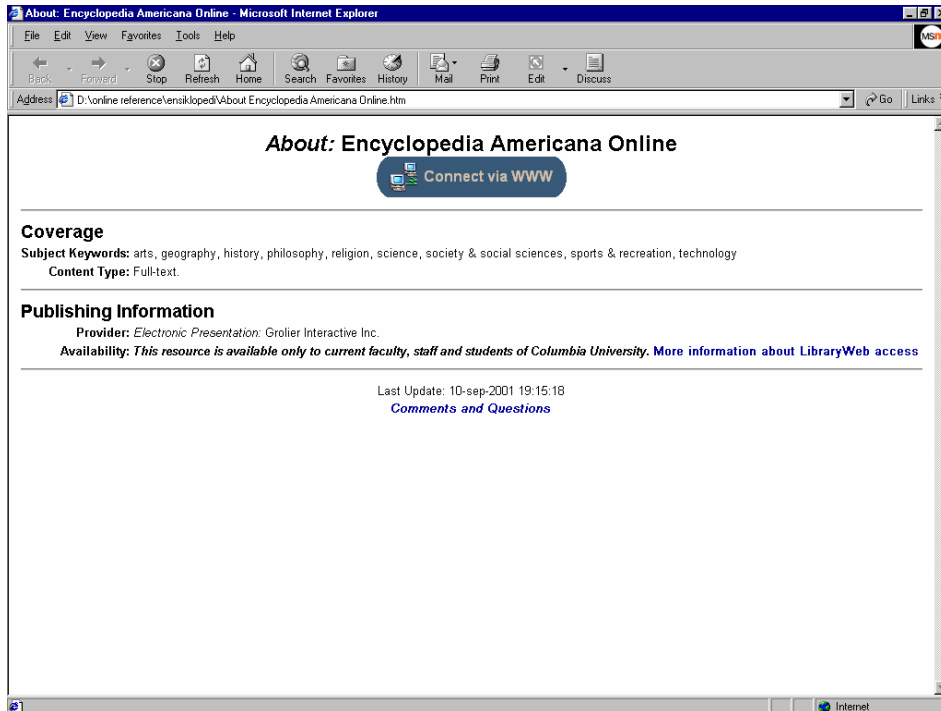 About: Encyclopedia Americana Online - Microsoft Internet Explorer
File Edit View Favorites Tools Help
msn
Back Forward Stop Refresh Home Search Favorites History Mail Print Edit Discuss
Address D:\online reference\ensiklopedi\About Encyclopedia Americana Online.htm Go Links
About: Encyclopedia Americana Online
Connect via WWW
Coverage
Subject Keywords: arts, geography, history, philosophy, religion, science, society & social sciences, sports & recreation, technology
Content Type: Full-text.
Publishing Information
Provider: Electronic Presentation: Grolier Interactive Inc.
Availability: This resource is available only to current faculty, staff and students of Columbia University. More information about LibraryWeb access
Last Update: 10-sep-2001 19:15:18
Comments and Questions
Internet